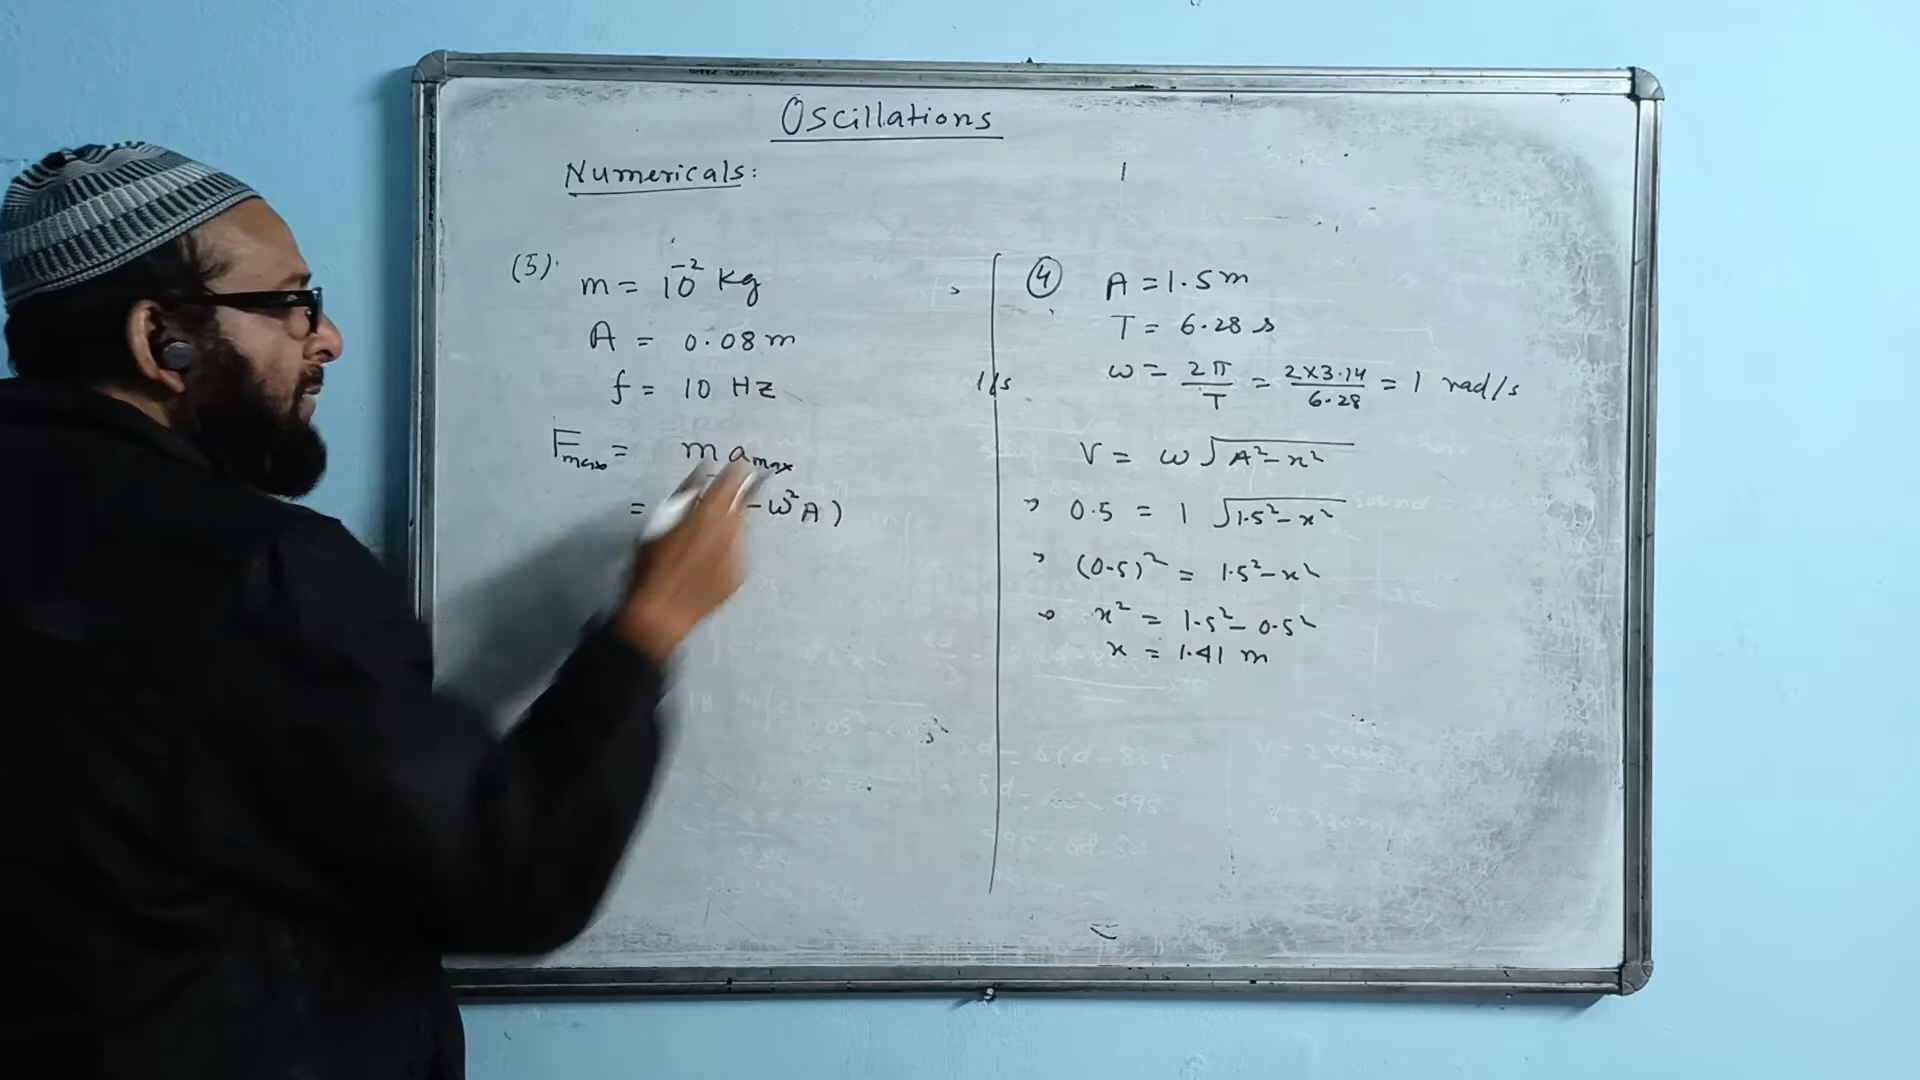 Oscillations
Numericals:
(5)
m = 10⁻² Kg
A = 0.08 m
f = 10 Hz
Fmax = m amax
= - ω²A)
④ A = 1.5 m
T = 6.28 s
ω = 2π/T = 2×3.14/6.28 = 1 rad/s
V = ω √A²-x²
0.5 = 1 √1.5²-x²
(0.5)² = 1.5²-x²
x² = 1.5²- 0.5²
x = 1.41 m